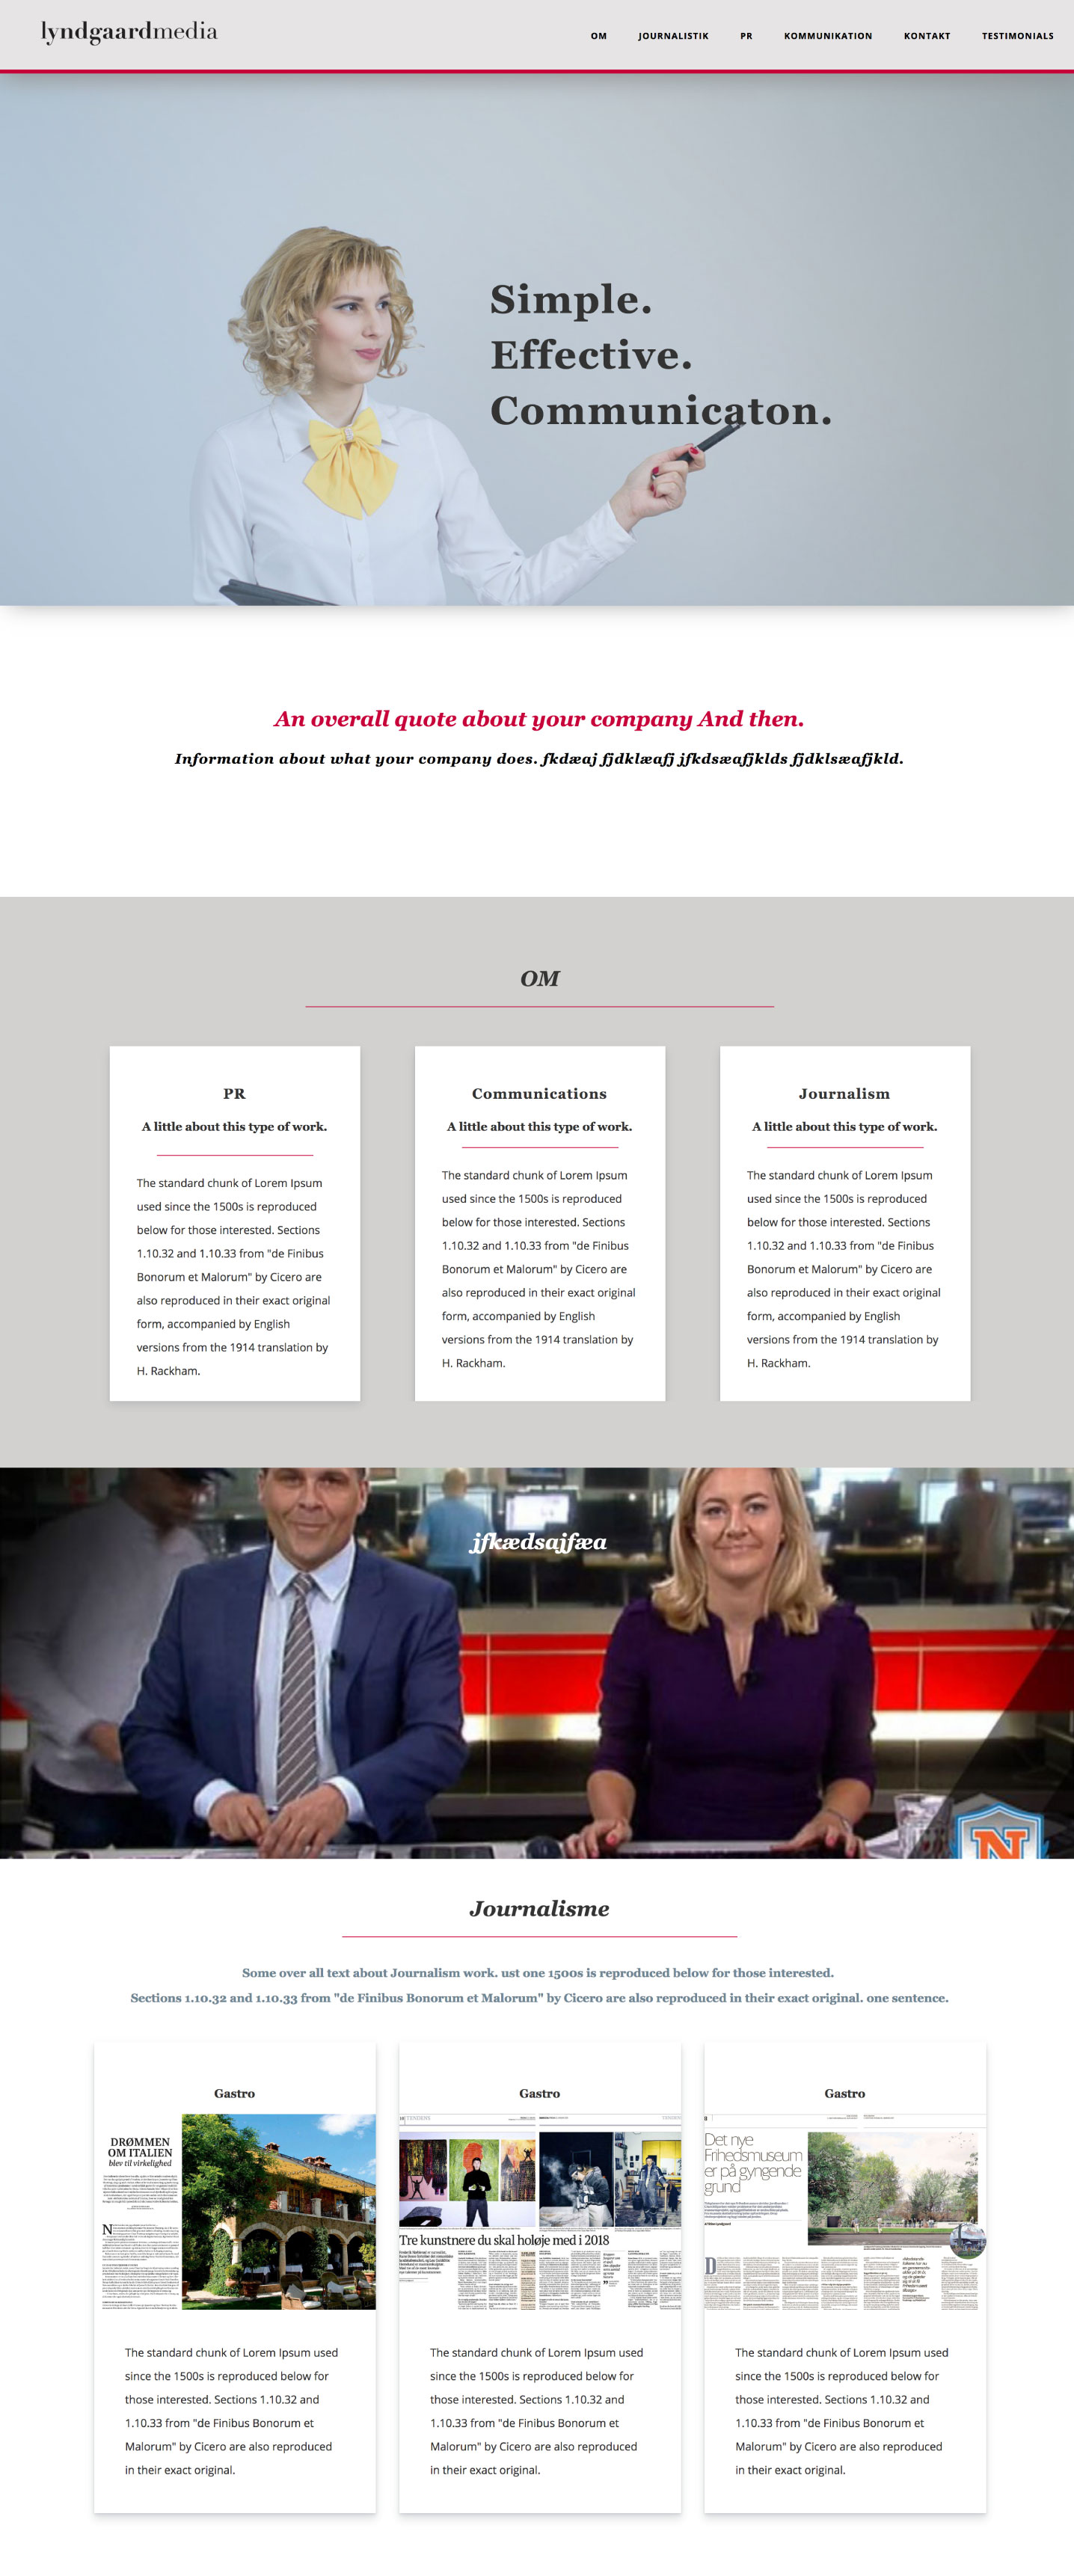 lyndgaardmedia
OM JOURNALISTIK PR KOMMUNIKATION KONTAKT TESTIMONIALS
Simple.
Effective.
Communicaton.
An overall quote about your company And then.
Information about what your company does. fkdæaj fjdklæafj jfkdsæafjklds fjdklsæafjkld.
OM
PR
A little about this type of work.
The standard chunk of Lorem Ipsum
used since the 1500s is reproduced
below for those interested. Sections
1.10.32 and 1.10.33 from "de Finibus
Bonorum et Malorum" by Cicero are
also reproduced in their exact original
form, accompanied by English
versions from the 1914 translation by
H. Rackham.
Communications
A little about this type of work.
The standard chunk of Lorem Ipsum
used since the 1500s is reproduced
below for those interested. Sections
1.10.32 and 1.10.33 from "de Finibus
Bonorum et Malorum" by Cicero are
also reproduced in their exact original
form, accompanied by English
versions from the 1914 translation by
H. Rackham.
Journalism
A little about this type of work.
The standard chunk of Lorem Ipsum
used since the 1500s is reproduced
below for those interested. Sections
1.10.32 and 1.10.33 from "de Finibus
Bonorum et Malorum" by Cicero are
also reproduced in their exact original
form, accompanied by English
versions from the 1914 translation by
H. Rackham.
jfkædsajfæa
N
Journalisme
Some over all text about Journalism work. ust one 1500s is reproduced below for those interested.
Sections 1.10.32 and 1.10.33 from "de Finibus Bonorum et Malorum" by Cicero are also reproduced in their exact original. one sentence.
Gastro
DRØMMEN
OM ITALIEN
blev til virkelighed
N
The standard chunk of Lorem Ipsum used
since the 1500s is reproduced below for
those interested. Sections 1.10.32 and
1.10.33 from "de Finibus Bonorum et
Malorum" by Cicero are also reproduced
in their exact original.
Gastro
Tre kunstnere du skal holøje med i 2018
The standard chunk of Lorem Ipsum used
since the 1500s is reproduced below for
those interested. Sections 1.10.32 and
1.10.33 from "de Finibus Bonorum et
Malorum" by Cicero are also reproduced
in their exact original.
Gastro
Det nye
Frihedsmuseum
er på gyngende
grund
D
The standard chunk of Lorem Ipsum used
since the 1500s is reproduced below for
those interested. Sections 1.10.32 and
1.10.33 from "de Finibus Bonorum et
Malorum" by Cicero are also reproduced
in their exact original.